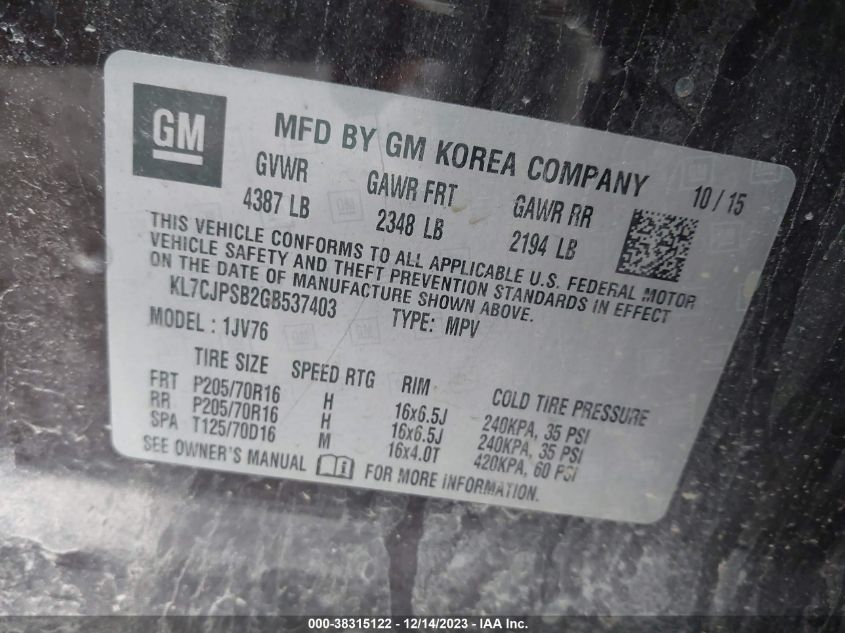 GM
MFD BY GM KOREA COMPANY 10 / 15
GVWR GAWR FRT GAWR RR
4387 LB 2348 LB 2194 LB
THIS VEHICLE CONFORMS TO ALL APPLICABLE U.S. FEDERAL MOTOR
VEHICLE SAFETY AND THEFT PREVENTION STANDARDS IN EFFECT
ON THE DATE OF MANUFACTURE SHOWN ABOVE.
KL7CJPSB2GB537403 TYPE: MPV
MODEL : 1JV76
TIRE SIZE SPEED RTG RIM COLD TIRE PRESSURE
FRT P205/70R16 H 16x6.5J 240KPA, 35 PSI
RR P205/70R16 H 16x6.5J 240KPA, 35 PSI
SPA T125/70D16 M 16x4.0T 420KPA, 60 PSI
SEE OWNER'S MANUAL FOR MORE INFORMATION.
000-38315122 - 12/14/2023 - IAA Inc.